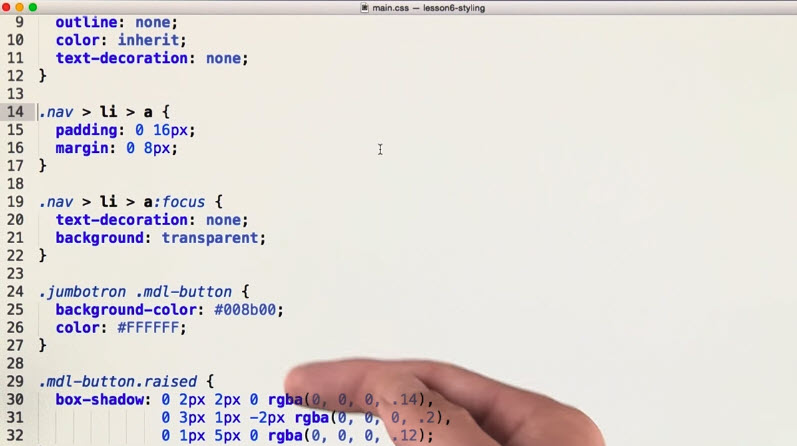 main.css — lesson6-styling
9 outline: none;
10 color: inherit;
11 text-decoration: none;
12 }
13
14 .nav > li > a {
15 padding: 0 16px;
16 margin: 0 8px;
17 }
18
19 .nav > li > a:focus {
20 text-decoration: none;
21 background: transparent;
22 }
23
24 .jumbotron .mdl-button {
25 background-color: #008b00;
26 color: #FFFFFF;
27 }
28
29 .mdl-button.raised {
30 box-shadow: 0 2px 2px 0 rgba(0, 0, 0, .14),
31 0 3px 1px -2px rgba(0, 0, 0, .2),
32 0 1px 5px 0 rgba(0, 0, 0, .12);